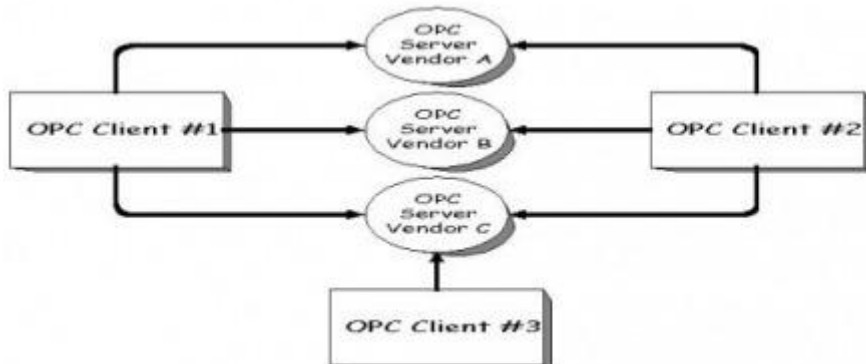 OPC
Server
Vendor A
OPC Client #1
OPC
Server
Vendor B
OPC Client #2
OPC
Server
Vendor C
OPC Client #3